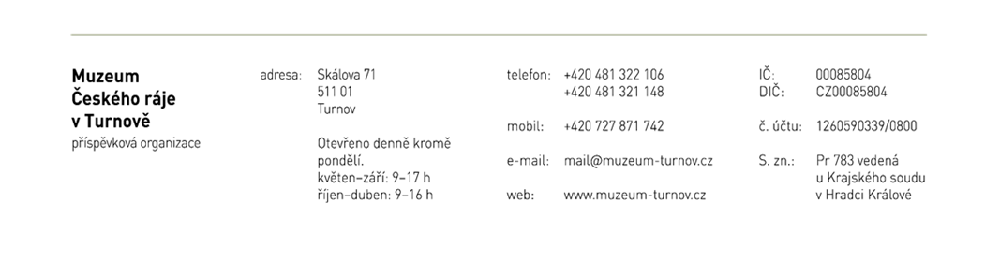 Muzeum
Českého ráje
v Turnově
příspěvková organizace
adresa: Skálova 71
511 01
Turnov
Otevřeno denně kromě
pondělí.
květen–září: 9–17 h
říjen–duben: 9–16 h
telefon: +420 481 322 106
+420 481 321 148
mobil: +420 727 871 742
e-mail: mail@muzeum-turnov.cz
web: www.muzeum-turnov.cz
IČ: 00085804
DIČ: CZ00085804
č. účtu: 1260590339/0800
S. zn.: Pr 783 vedená
u Krajského soudu
v Hradci Králové